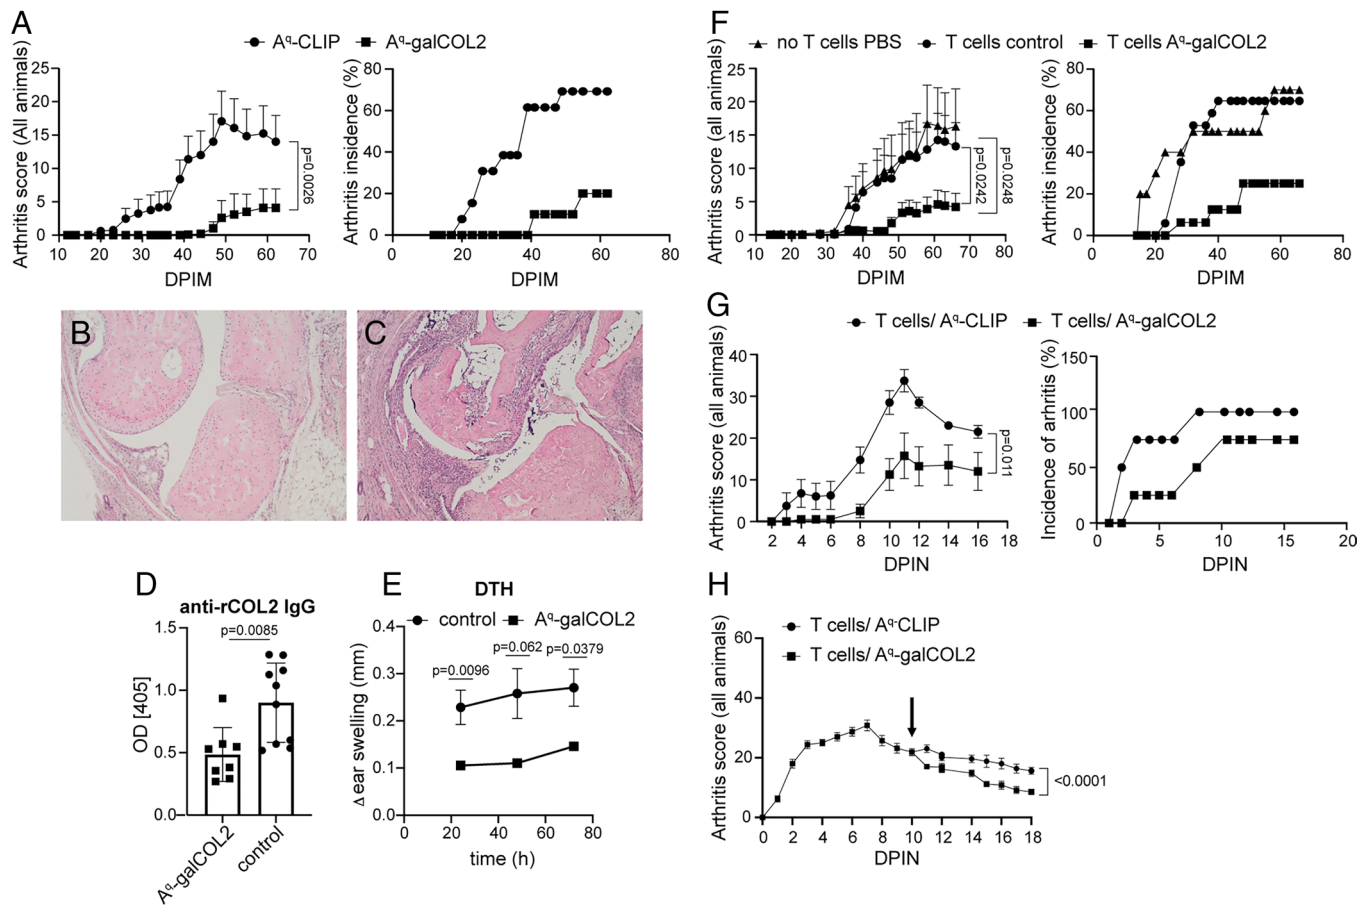 A
Aq-CLIP
Aq-galCOL2
Arthritis score (All animals)
25
20
15
10
5
0
10 20 30 40 50 60 70
DPIM
p=0.0026
Arthritis insidence (%)
80
60
40
20
0
0 20 40 60 80
DPIM
B
C
D
anti-rCOL2 IgG
p=0.0085
OD [405]
1.5
1.0
0.5
0.0
Aq-galCOL2
control
E
DTH
control
Aq-galCOL2
Δ ear swelling (mm)
0.4
0.3
0.2
0.1
0.0
p=0.0096
p=0.062
p=0.0379
0 20 40 60 80
time (h)
F
no T cells PBS
T cells control
T cells Aq-galCOL2
Arthritis score (all animals)
25
20
15
10
5
0
10 20 30 40 50 60 70
DPIM
p=0.0242
p=0.0248
Arthritis insidence (%)
80
60
40
20
0
0 20 40 60 80
DPIM
G
T cells/ Aq-CLIP
T cells/ Aq-galCOL2
Arthritis score (all animals)
40
30
20
10
0
2 4 6 8 10 12 14 16 18
DPIN
p=0.011
Incidence of arhritis (%)
150
100
50
0
0 5 10 15 20
DPIN
H
T cells/ Aq-CLIP
T cells/ Aq-galCOL2
Arthritis score (all animals)
60
40
20
0
0 2 4 6 8 10 12 14 16 18
DPIN
<0.0001